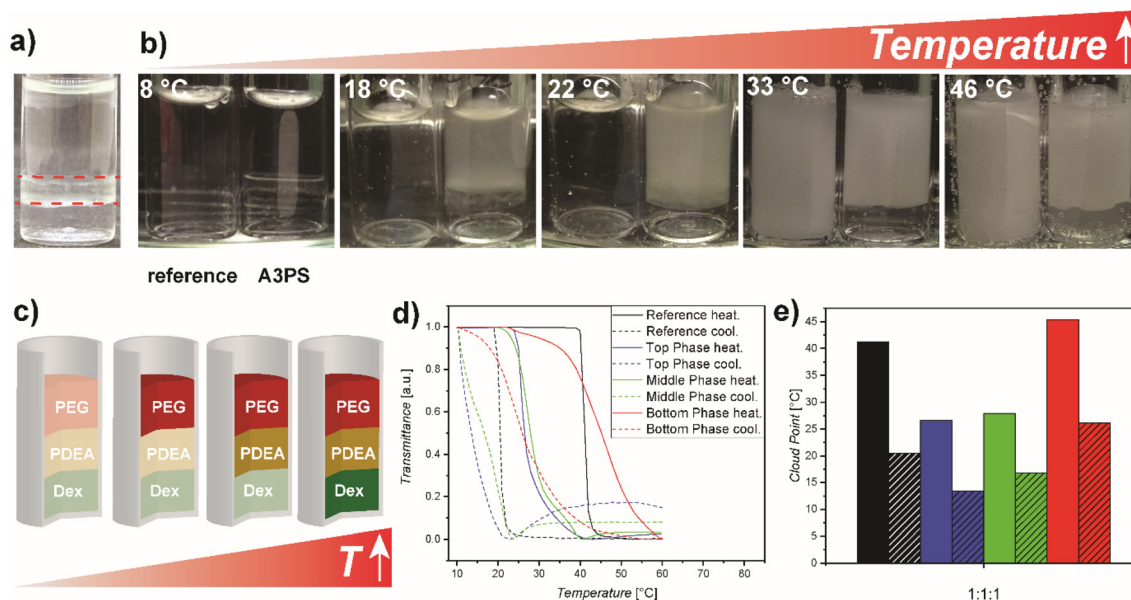 a)
b)
Temperature
8 °C
18 °C
22 °C
33 °C
46 °C
reference
A3PS
c)
PEG
PEG
PEG
PEG
PDEA
PDEA
PDEA
PDEA
Dex
Dex
Dex
Dex
T
d)
Transmittance [a.u.]
1.0
0.8
0.6
0.4
0.2
0.0
Reference heat.
Reference cool.
Top Phase heat.
Top Phase cool.
Middle Phase heat.
Middle Phase cool.
Bottom Phase heat.
Bottom Phase cool.
10 20 30 40 50 60 70 80
Temperature [°C]
e)
Cloud Point [°C]
45
40
35
30
25
20
15
10
5
0
1:1:1